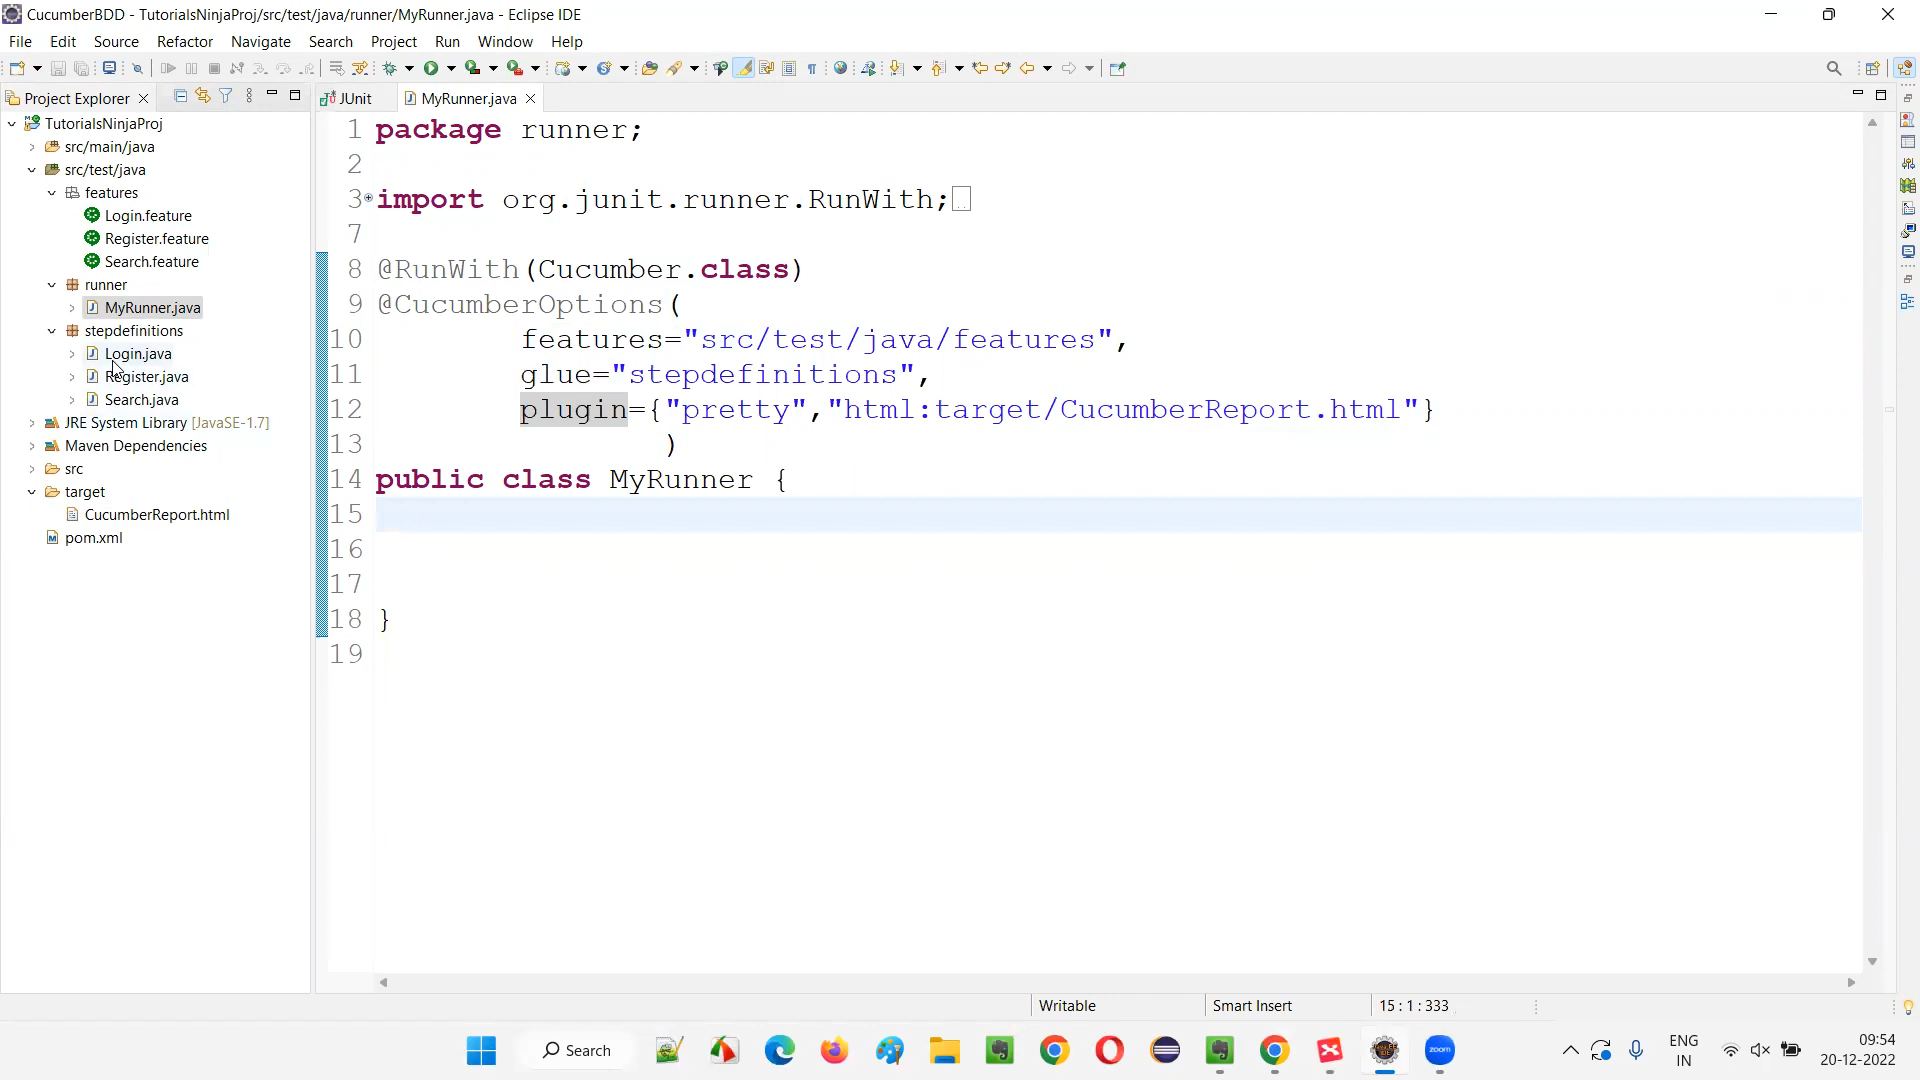 CucumberBDD - TutorialsNinjaProj/src/test/java/runner/MyRunner.java - Eclipse IDE
File Edit Source Refactor Navigate Search Project Run Window Help
Project Explorer
JUnit
MyRunner.java
TutorialsNinjaProj
src/main/java
src/test/java
features
Login.feature
Register.feature
Search.feature
runner
MyRunner.java
stepdefinitions
Login.java
Register.java
Search.java
JRE System Library [JavaSE-1.7]
Maven Dependencies
src
target
CucumberReport.html
pom.xml
1 package runner;
2
3 import org.junit.runner.RunWith;
7
8 @RunWith(Cucumber.class)
9 @CucumberOptions(
10 features="src/test/java/features",
11 glue="stepdefinitions",
12 plugin={"pretty","html:target/CucumberReport.html"}
13 )
14 public class MyRunner {
15
16
17
18 }
19
Writable Smart Insert 15 : 1 : 333
Search
zoom
ENG
IN
09:54
20-12-2022